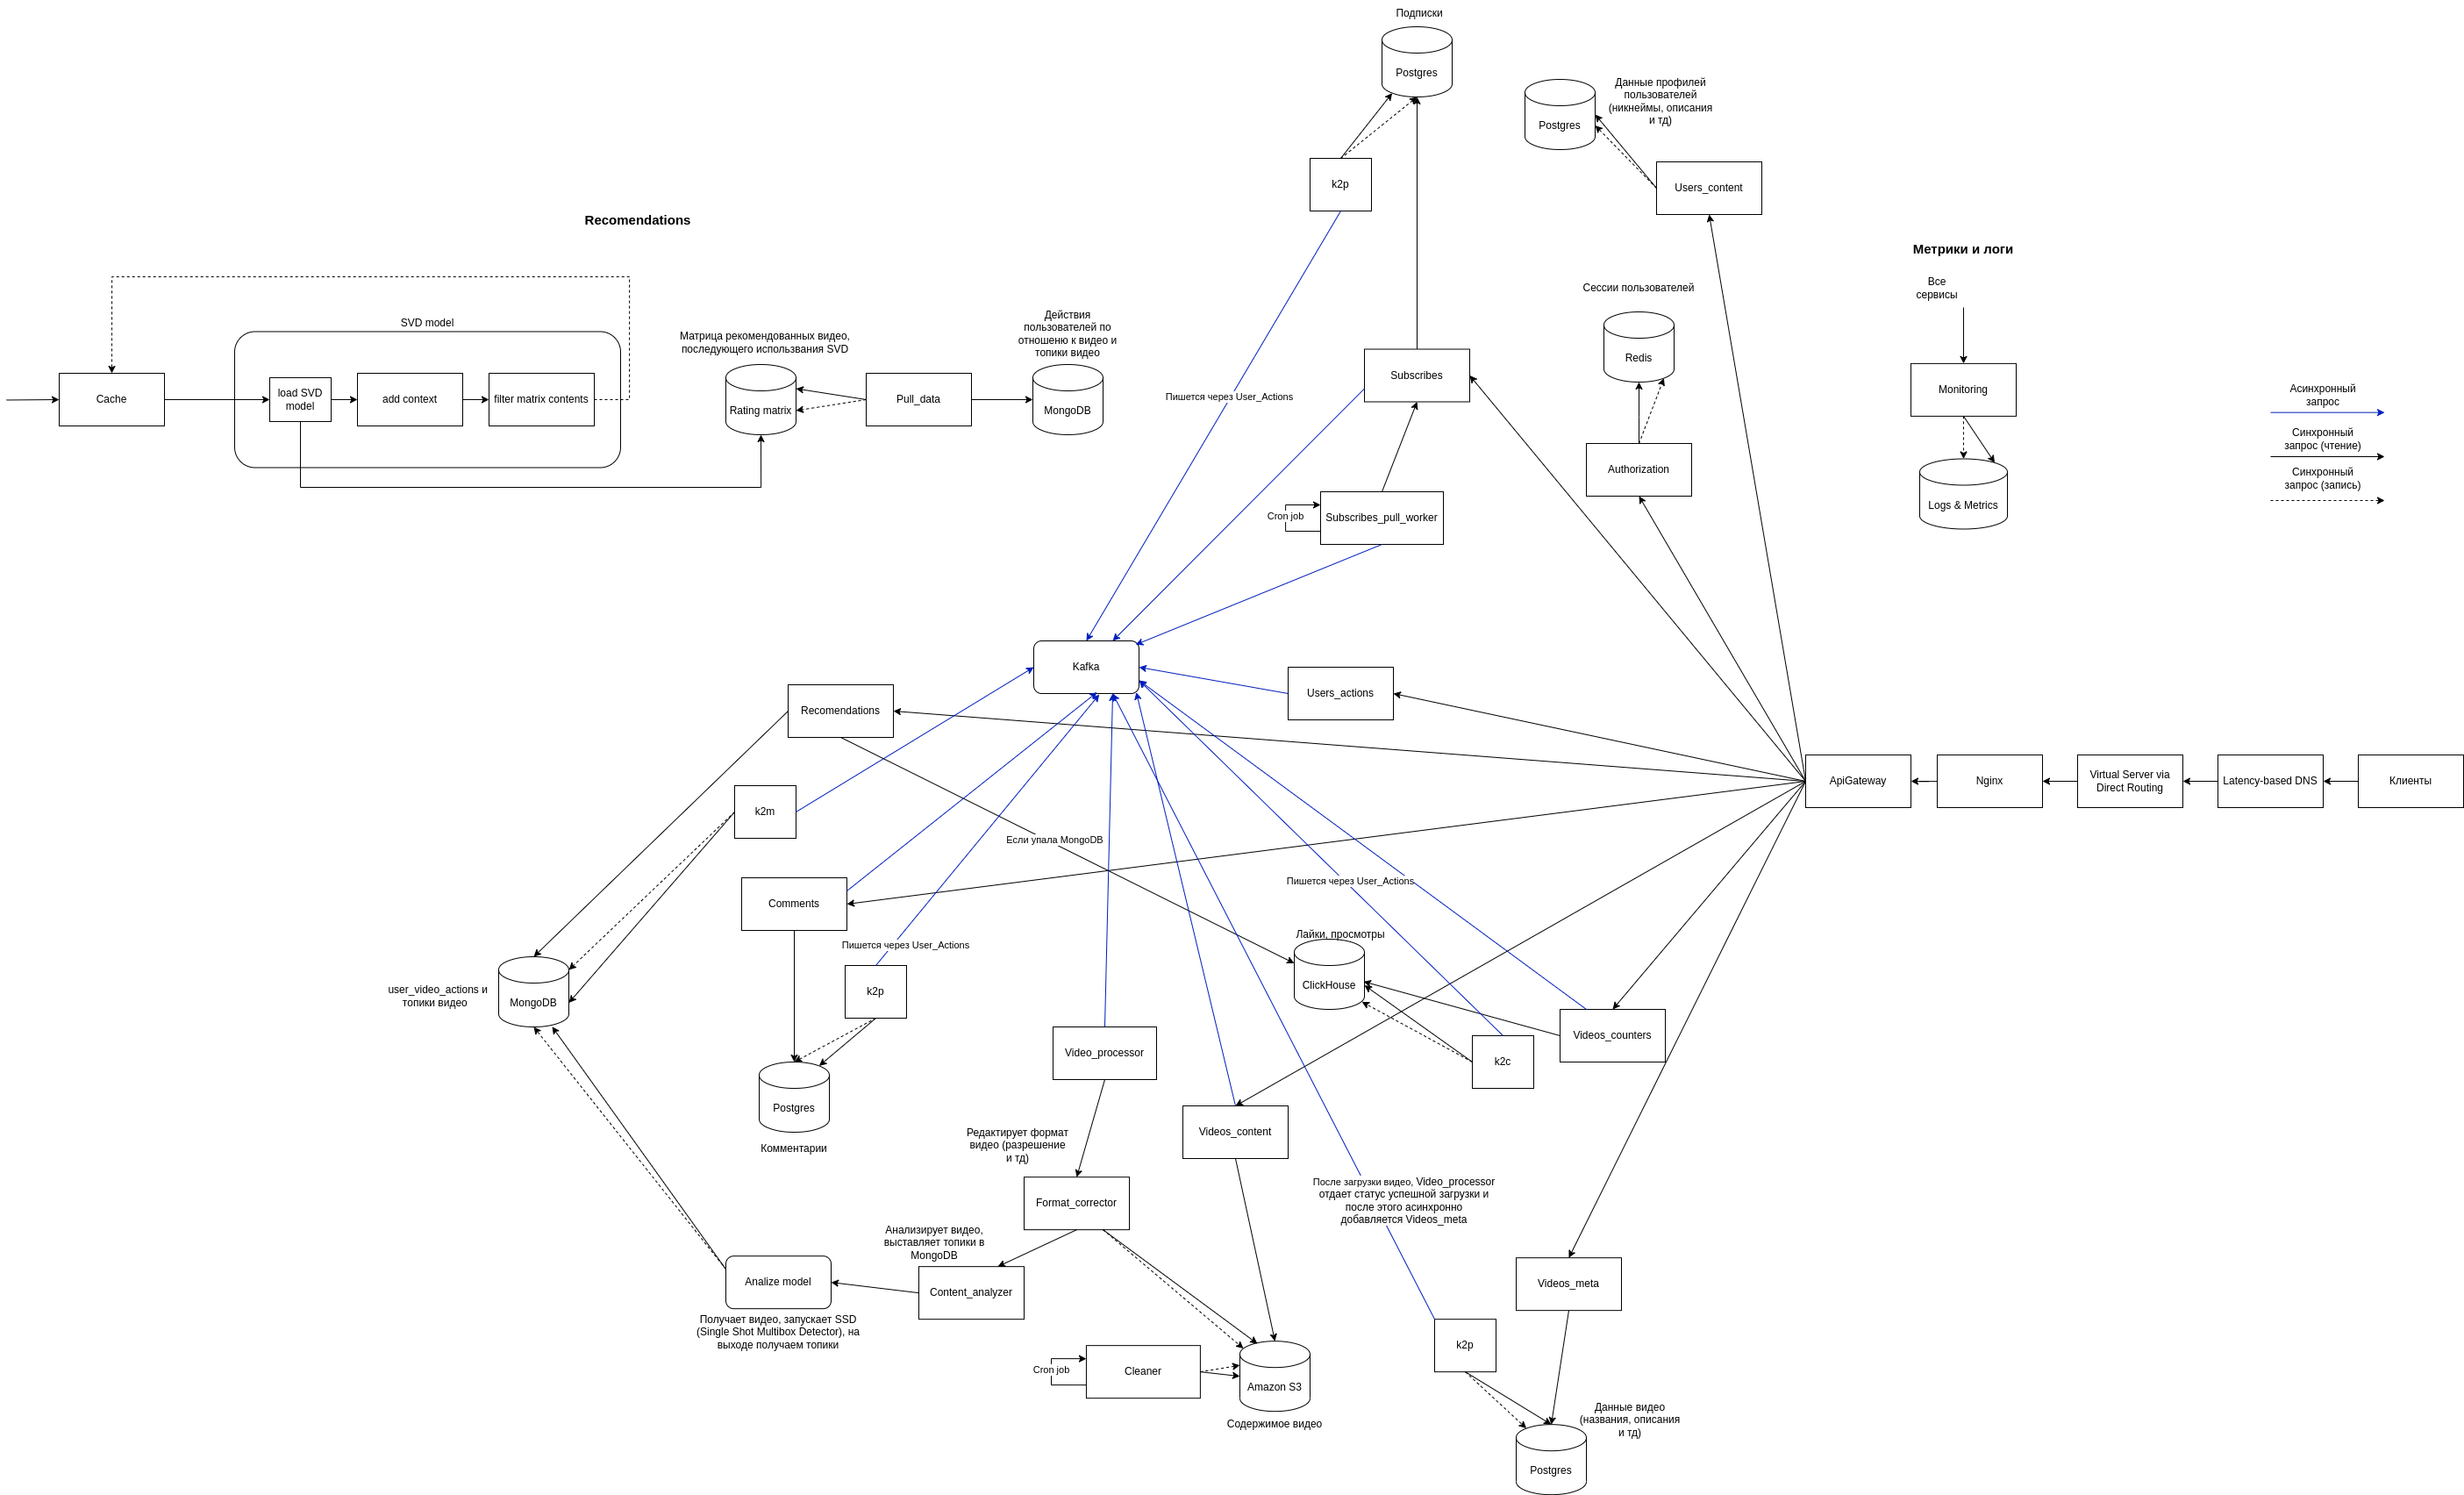 Подписки
Postgres
Данные профилей
пользователей
(никнеймы, описания
и тд)
Postgres
k2p
Users_content
Recomendations
Метрики и логи
Все
сервисы
Сессии пользователей
Redis
SVD model
Cache
load SVD
model
add context
filter matrix contents
Матрица рекомендованных видео,
последующего использвания SVD
Rating matrix
Pull_data
Действия
пользователей по
отношеню к видео и
топики видео
MongoDB
Пишется через User_Actions
Subscribes
Monitoring
Logs & Metrics
Асинхронный
запрос
Синхронный
запрос (чтение)
Синхронный
запрос (запись)
Authorization
Cron job
Subscribes_pull_worker
Kafka
Users_actions
Recomendations
ApiGateway
Nginx
Virtual Server via
Direct Routing
Latency-based DNS
Клиенты
k2m
Если упала MongoDB
Comments
Пишется через User_Actions
Пишется через User_Actions
Лайки, просмотры
ClickHouse
user_video_actions и
топики видео
MongoDB
k2p
Video_processor
k2c
Videos_counters
Postgres
Комментарии
Videos_content
Редактирует формат
видео (разрешение
и тд)
Format_corrector
После загрузки видео, Video_processor
отдает статус успешной загрузки и
после этого асинхронно
добавляется Videos_meta
Анализирует видео,
выставляет топики в
MongoDB
Analize model
Content_analyzer
Videos_meta
Получает видео, запускает SSD
(Single Shot Multibox Detector), на
выходе получаем топики
Cron job
Cleaner
Amazon S3
Содержимое видео
k2p
Данные видео
(названия, описания
и тд)
Postgres